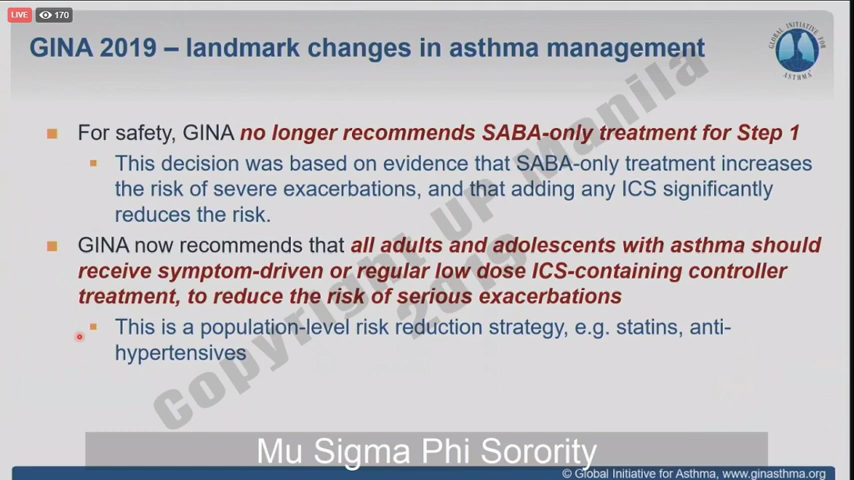 LIVE 170
GINA 2019 – landmark changes in asthma management
GLOBAL INITIATIVE FOR ASTHMA
For safety, GINA no longer recommends SABA-only treatment for Step 1
This decision was based on evidence that SABA-only treatment increases
the risk of severe exacerbations, and that adding any ICS significantly
reduces the risk.
GINA now recommends that all adults and adolescents with asthma should
receive symptom-driven or regular low dose ICS-containing controller
treatment, to reduce the risk of serious exacerbations
This is a population-level risk reduction strategy, e.g. statins, anti-
hypertensives
Copyright UP Manila
2019
Mu Sigma Phi Sorority
© Global Initiative for Asthma, www.ginasthma.org